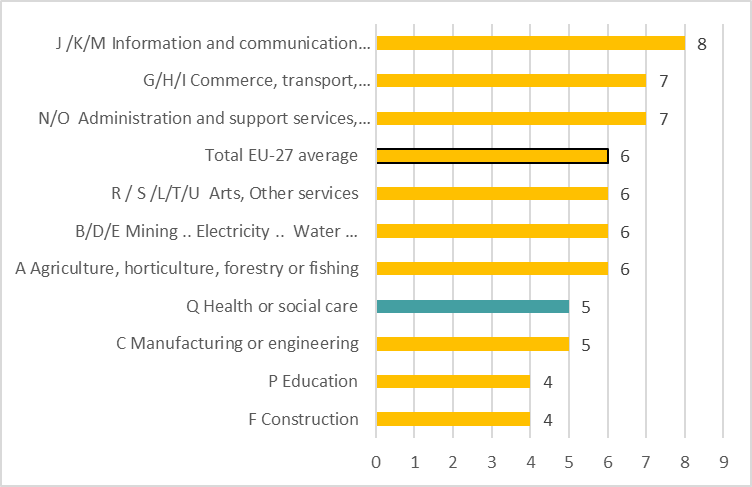 J /K/M Information and communication… 8
G/H/I Commerce, transport,… 7
N/O  Administration and support services,… 7
Total EU-27 average 6
R / S /L/T/U  Arts, Other services 6
B/D/E Mining .. Electricity ..  Water … 6
A Agriculture, horticulture, forestry or fishing 6
Q Health or social care 5
C Manufacturing or engineering 5
P Education 4
F Construction 4
0 1 2 3 4 5 6 7 8 9